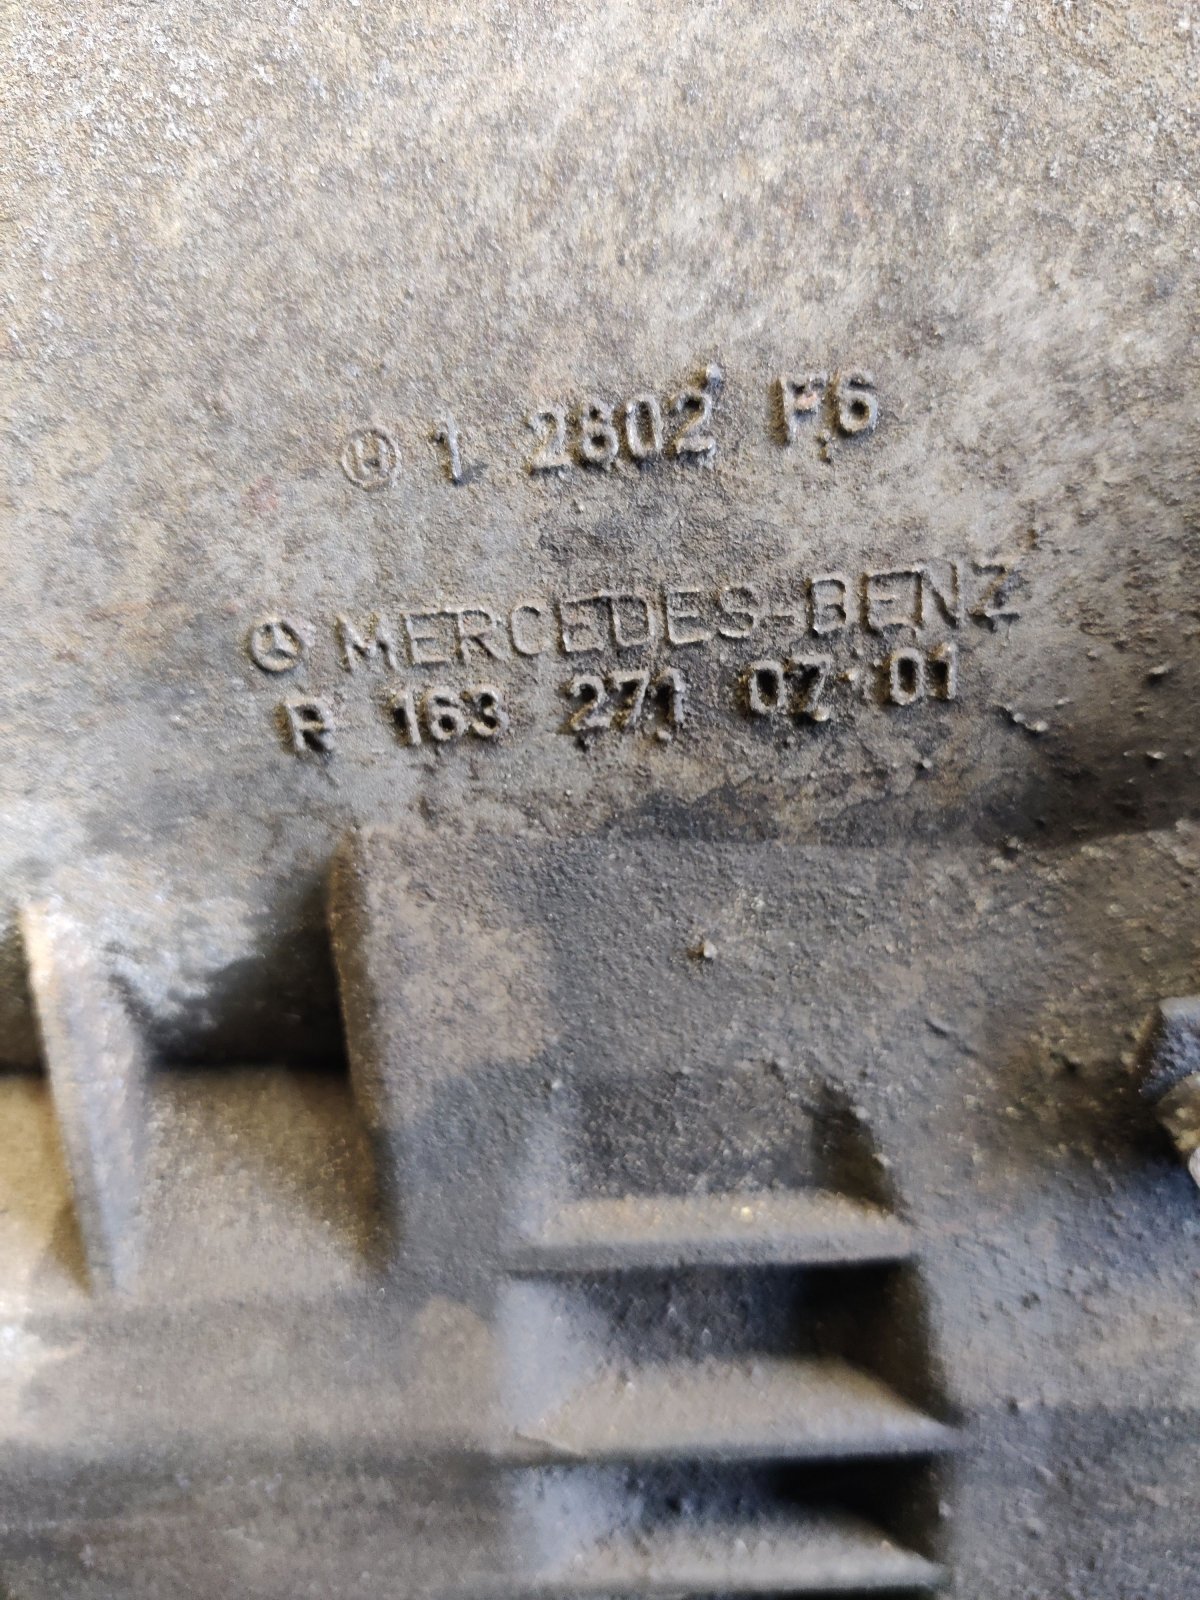 H 1 2602 F6
MERCEDES-BENZ
R 163 271 07 01